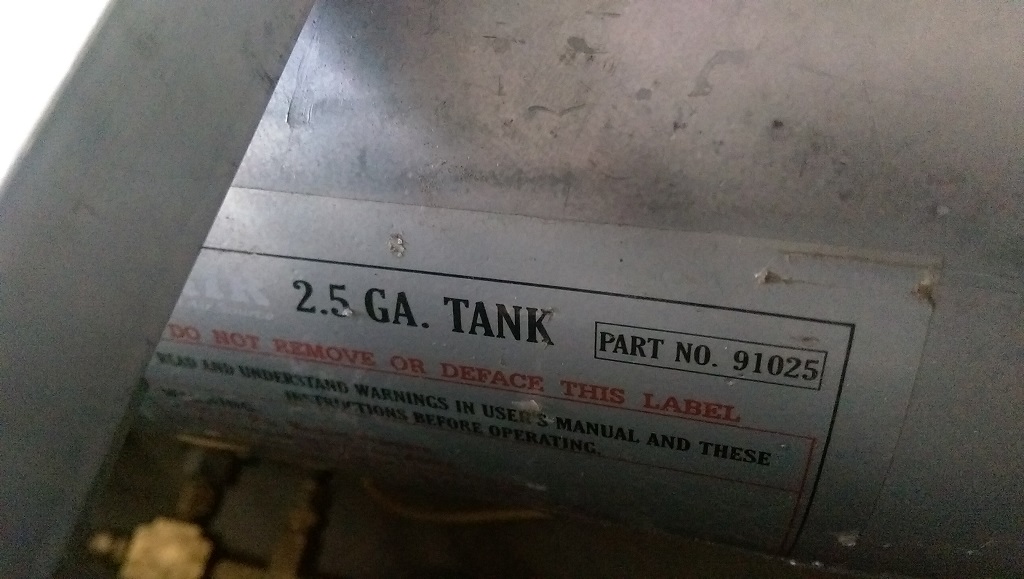 2.5 GA. TANK
PART NO. 91025
DO NOT REMOVE OR DEFACE THIS LABEL
READ AND UNDERSTAND WARNINGS IN USER'S MANUAL AND THESE
INSTRUCTIONS BEFORE OPERATING.